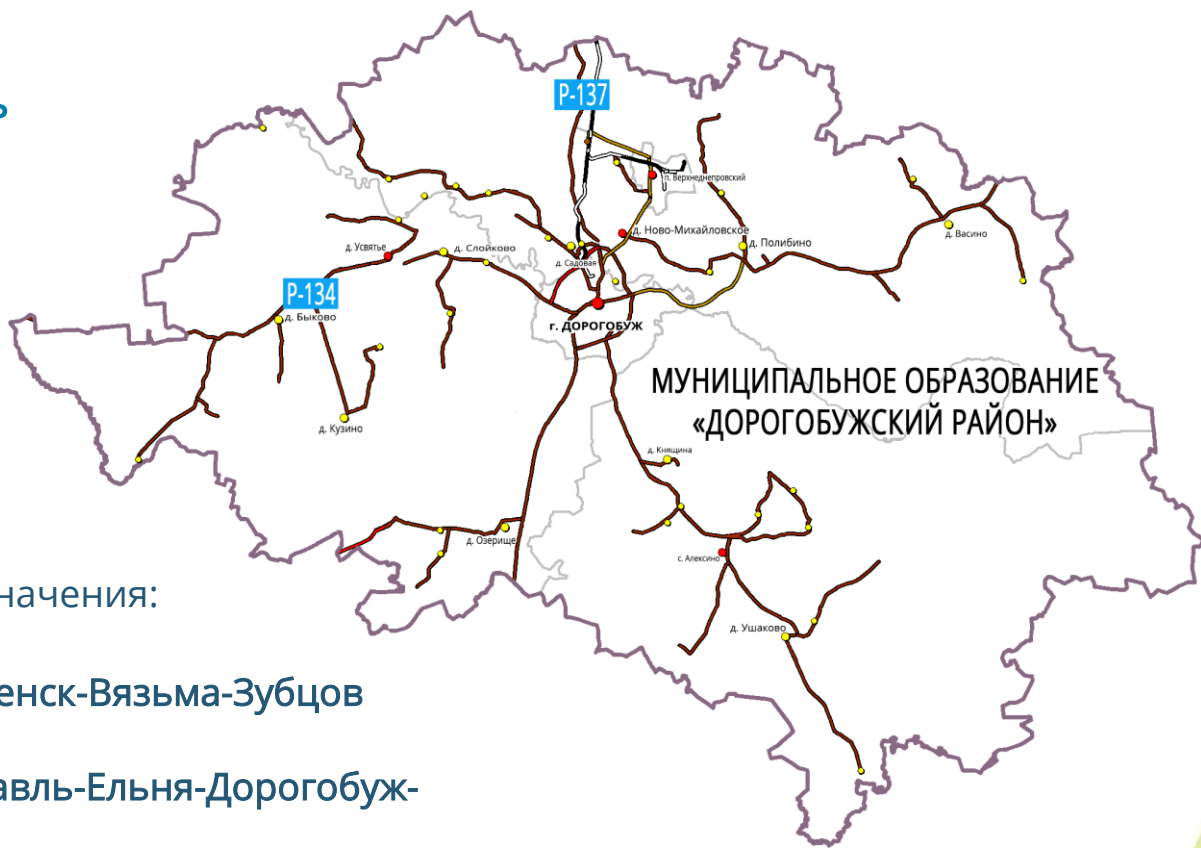 ь
Р-137
п. Верхнеднепровский
д. Ново-Михайловское
д. Полибино
д. Васино
д. Усвятье
д. Слойково
д. Садовая
Р-134
д. Быково
г. ДОРОГОБУЖ
МУНИЦИПАЛЬНОЕ ОБРАЗОВАНИЕ
«ДОРОГОБУЖСКИЙ РАЙОН»
д. Кузино
д. Княщина
д. Озерище
с. Алексино
начения:
д. Ушаково
енск-Вязьма-Зубцов
авль-Ельня-Дорогобуж-